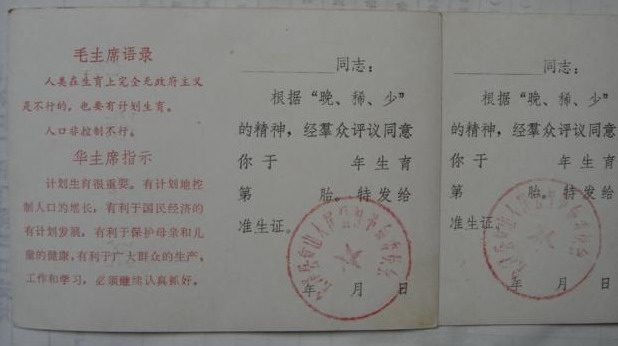 毛主席语录
人类在生育上完全无政府主义
是不行的，也要有计划生育。
人口非控制不行。
华主席指示
计划生育很重要。有计划地控
制人口的增长，有利于国民经济的
有计划发展，有利于保护母亲和儿
童的健康，有利于广大群众的生产、
工作和学习，必须继续认真抓好。
同志：
根据“晚、稀、少”
的精神，经群众评议同意
你于 年生育
第 胎。特发给
准生证。
年 月 日
同志：
根据“晚、稀、少”
的精神，经群众评议同意
你于 年生育
第 胎。特发给
准生证
年 月 日